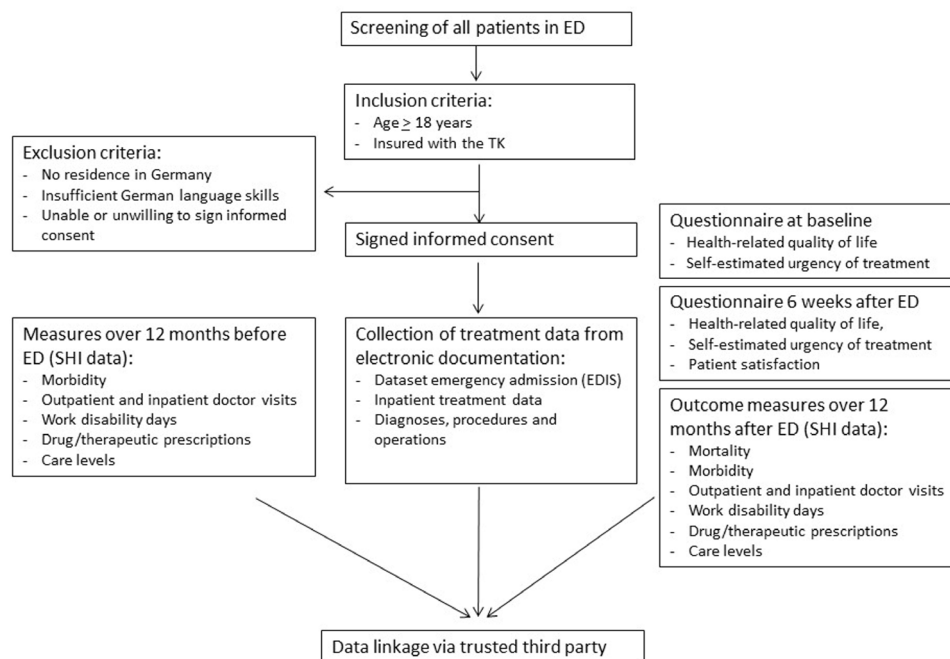 Screening of all patients in ED
Inclusion criteria:
- Age ≥ 18 years
- Insured with the TK
Exclusion criteria:
- No residence in Germany
- Insufficient German language skills
- Unable or unwilling to sign informed
consent
Signed informed consent
Questionnaire at baseline
- Health-related quality of life
- Self-estimated urgency of treatment
Questionnaire 6 weeks after ED
- Health-related quality of life,
- Self-estimated urgency of treatment
- Patient satisfaction
Measures over 12 months before
ED (SHI data):
- Morbidity
- Outpatient and inpatient doctor visits
- Work disability days
- Drug/therapeutic prescriptions
- Care levels
Collection of treatment data from
electronic documentation:
- Dataset emergency admission (EDIS)
- Inpatient treatment data
- Diagnoses, procedures and
operations
Outcome measures over 12
months after ED (SHI data):
- Mortality
- Morbidity
- Outpatient and inpatient doctor visits
- Work disability days
- Drug/therapeutic prescriptions
- Care levels
Data linkage via trusted third party